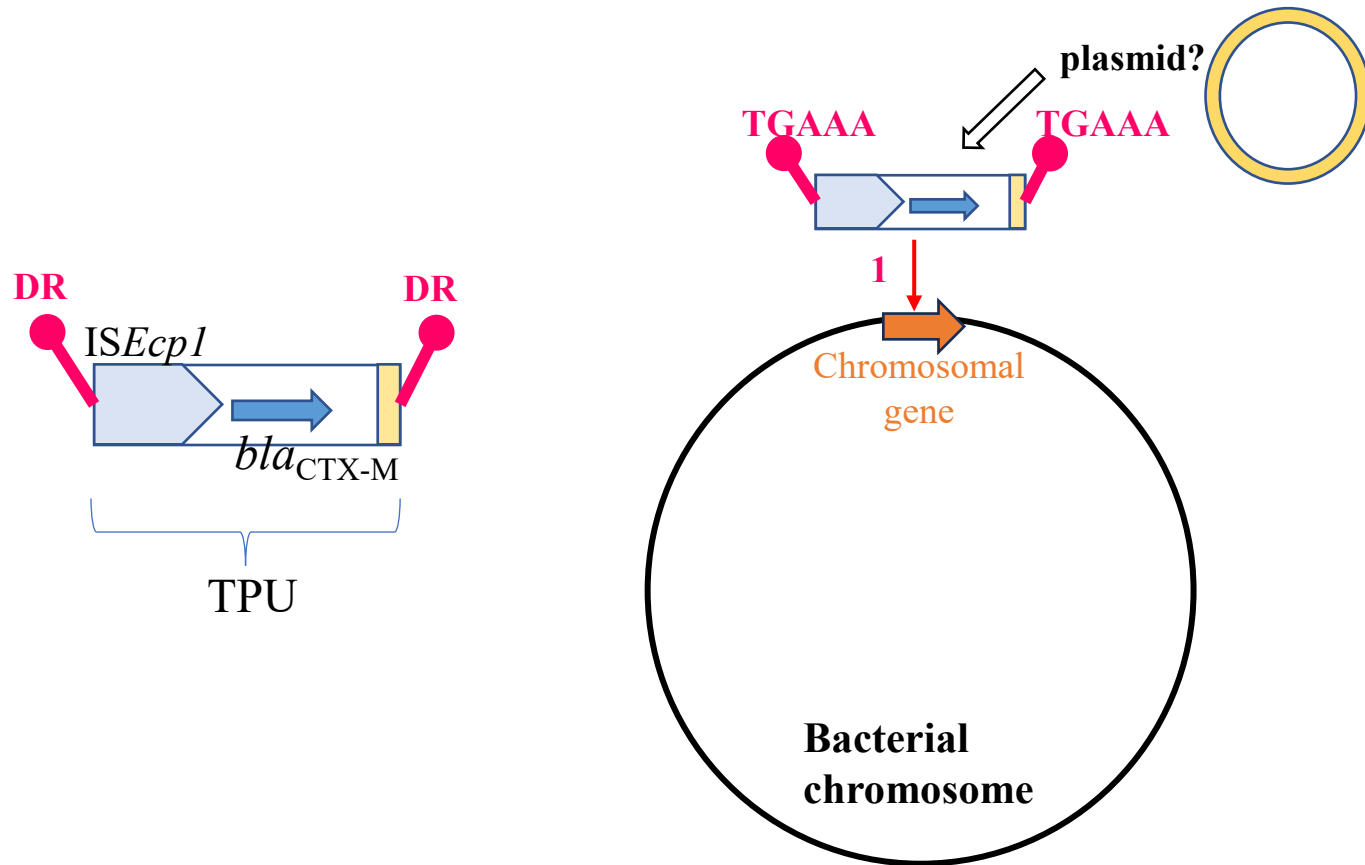 DR
DR
ISEcp1
blaCTX-M
TPU
plasmid?
TGAAA
TGAAA
1
Chromosomal
gene
Bacterial
chromosome